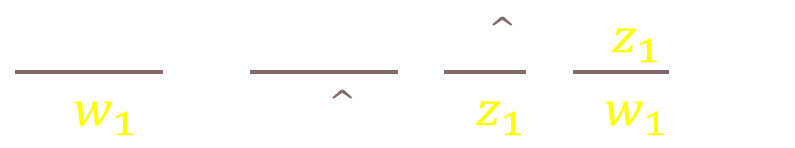 z₁
^
w₁ ^ z₁ w₁